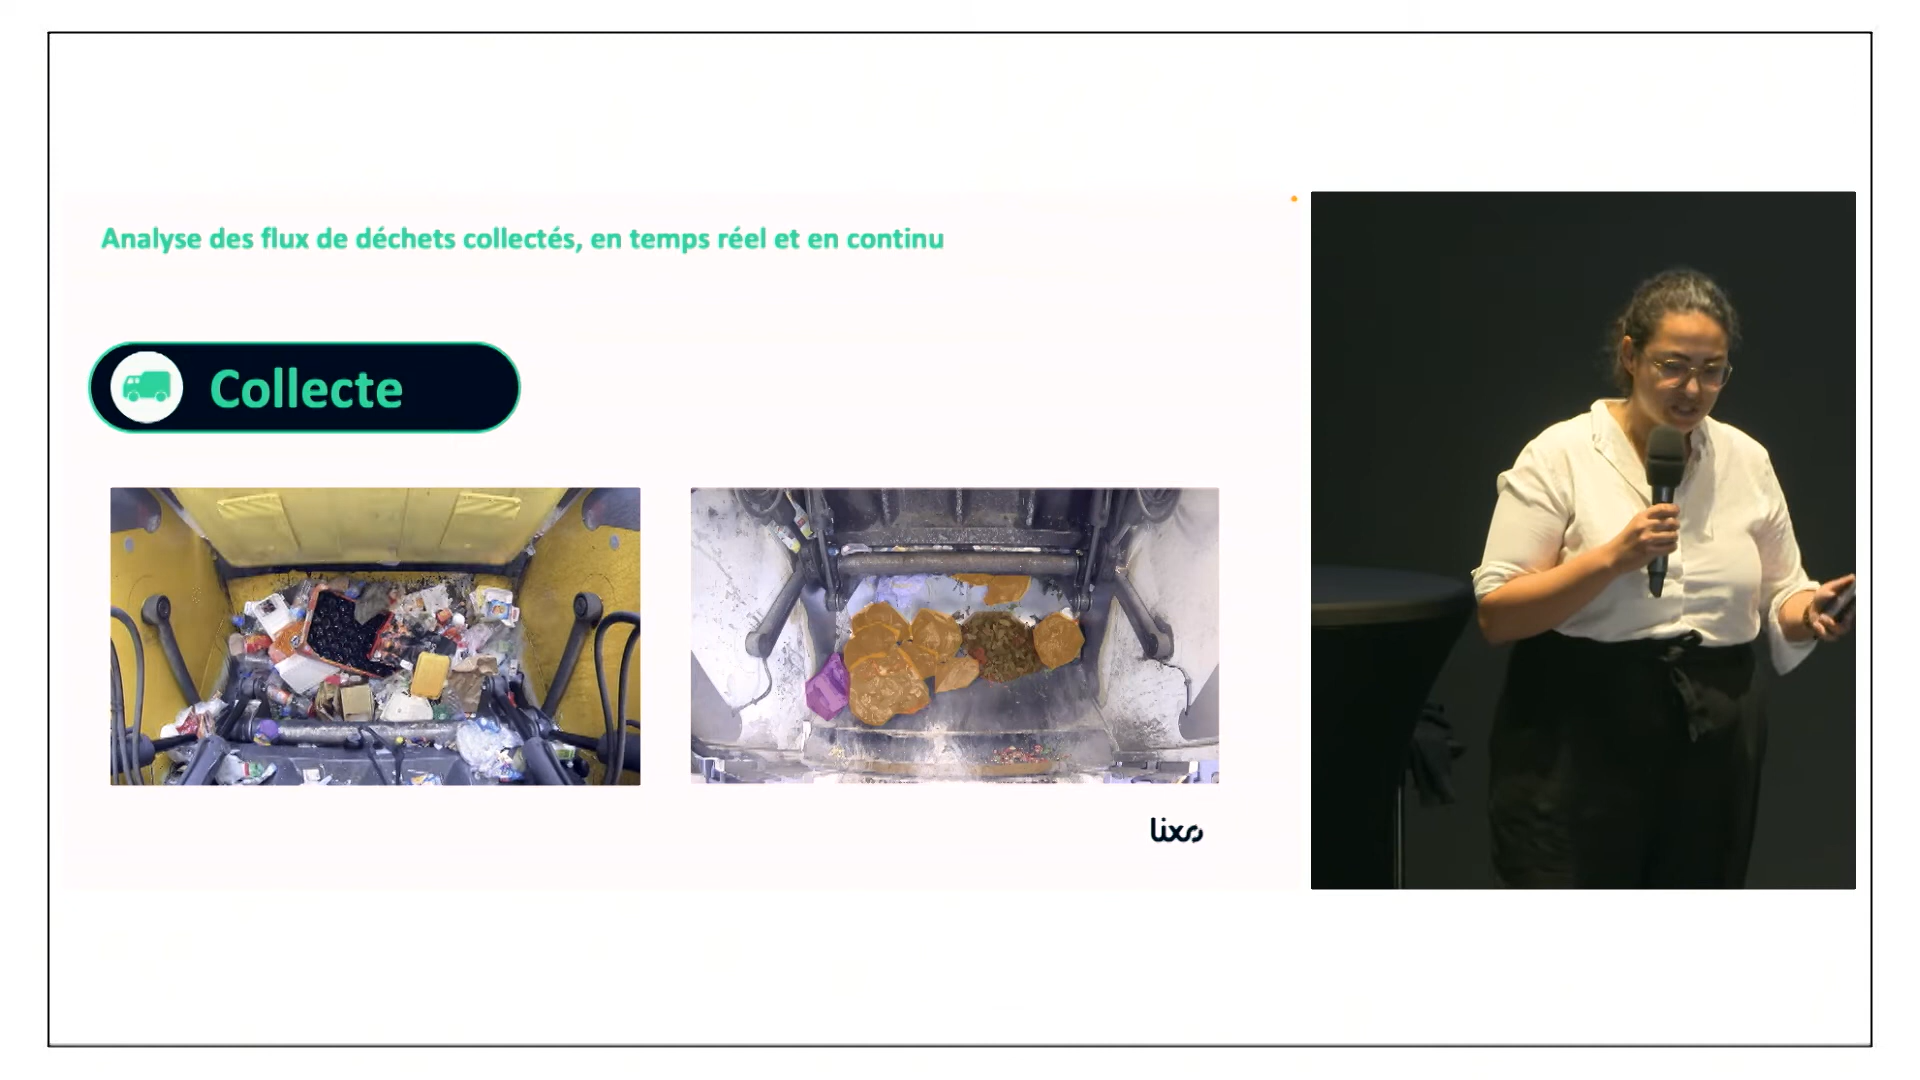 Analyse des flux de déchets collectés, en temps réel et en continu
Collecte
lixo